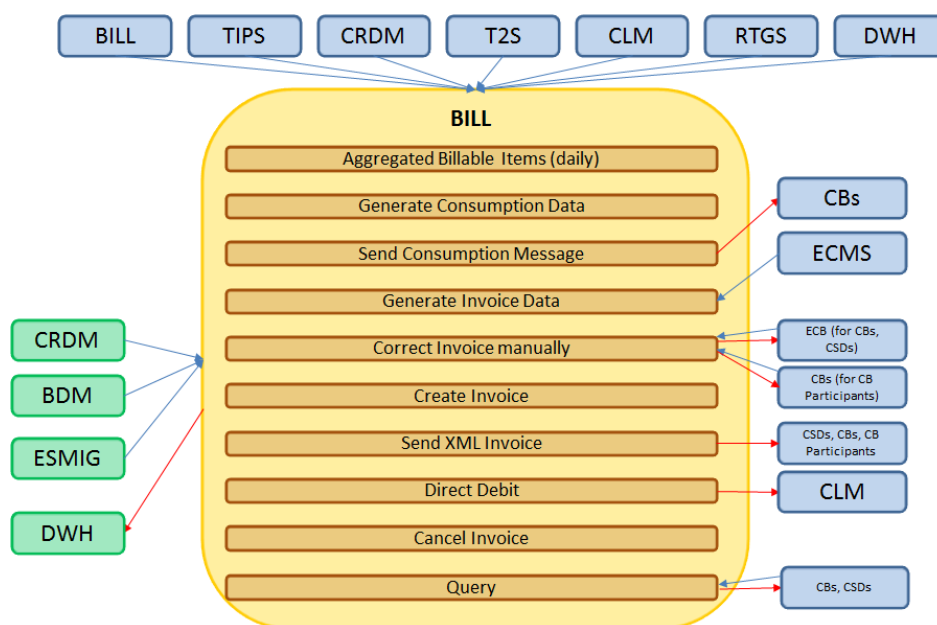 BILL
TIPS
CRDM
T2S
CLM
RTGS
DWH
BILL
Aggregated Billable Items (daily)
Generate Consumption Data
Send Consumption Message
Generate Invoice Data
Correct Invoice manually
Create Invoice
Send XML Invoice
Direct Debit
Cancel Invoice
Query
CRDM
BDM
ESMIG
DWH
CBs
ECMS
ECB (for CBs,
CSDs)
CBs (for CB
Participants)
CSDs, CBs, CB
Participants
CLM
CBs, CSDs